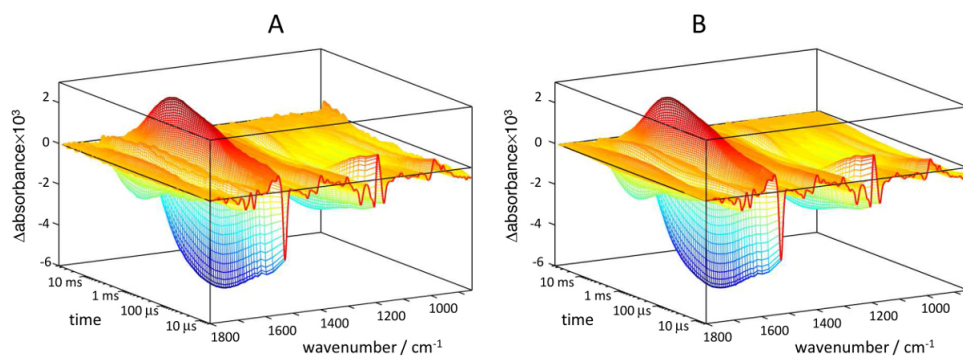 A
B
Δabsorbance×10³
2
0
-2
-4
-6
10 ms
1 ms
100 µs
10 µs
time
1800
1600
1400
1200
1000
wavenumber / cm⁻¹
Δabsorbance×10³
2
0
-2
-4
-6
10 ms
1 ms
100 µs
10 µs
time
1800
1600
1400
1200
1000
wavenumber / cm⁻¹